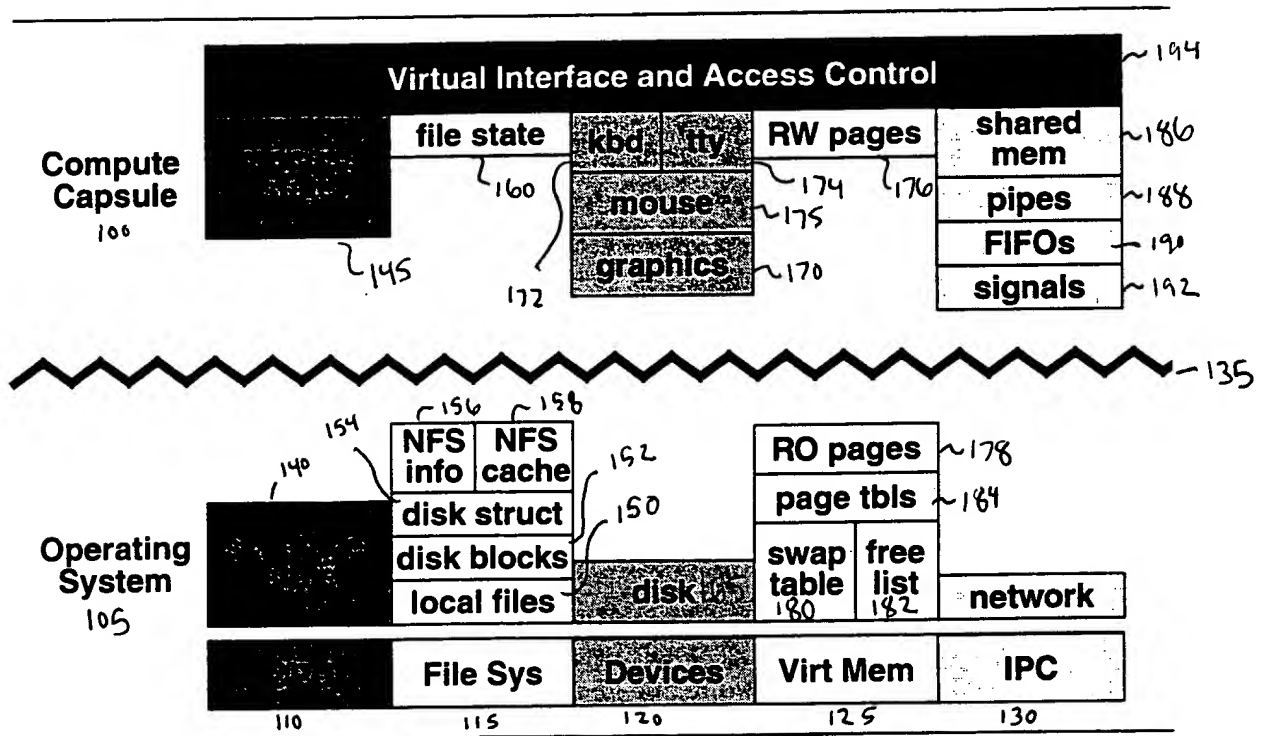 Virtual Interface and Access Control
194
Compute
Capsule
100
145
file state
160
kbd
tty
172
174
mouse
175
graphics
170
RW pages
176
shared
mem
186
pipes
188
FIFOs
190
signals
192
135
Operating
System
105
140
154
156
158
NFS
info
NFS
cache
152
disk struct
150
disk blocks
local files
disk
RO pages
178
page tbls
184
swap
table
180
free
list
182
network
File Sys
Devices
Virt Mem
IPC
110
115
120
125
130